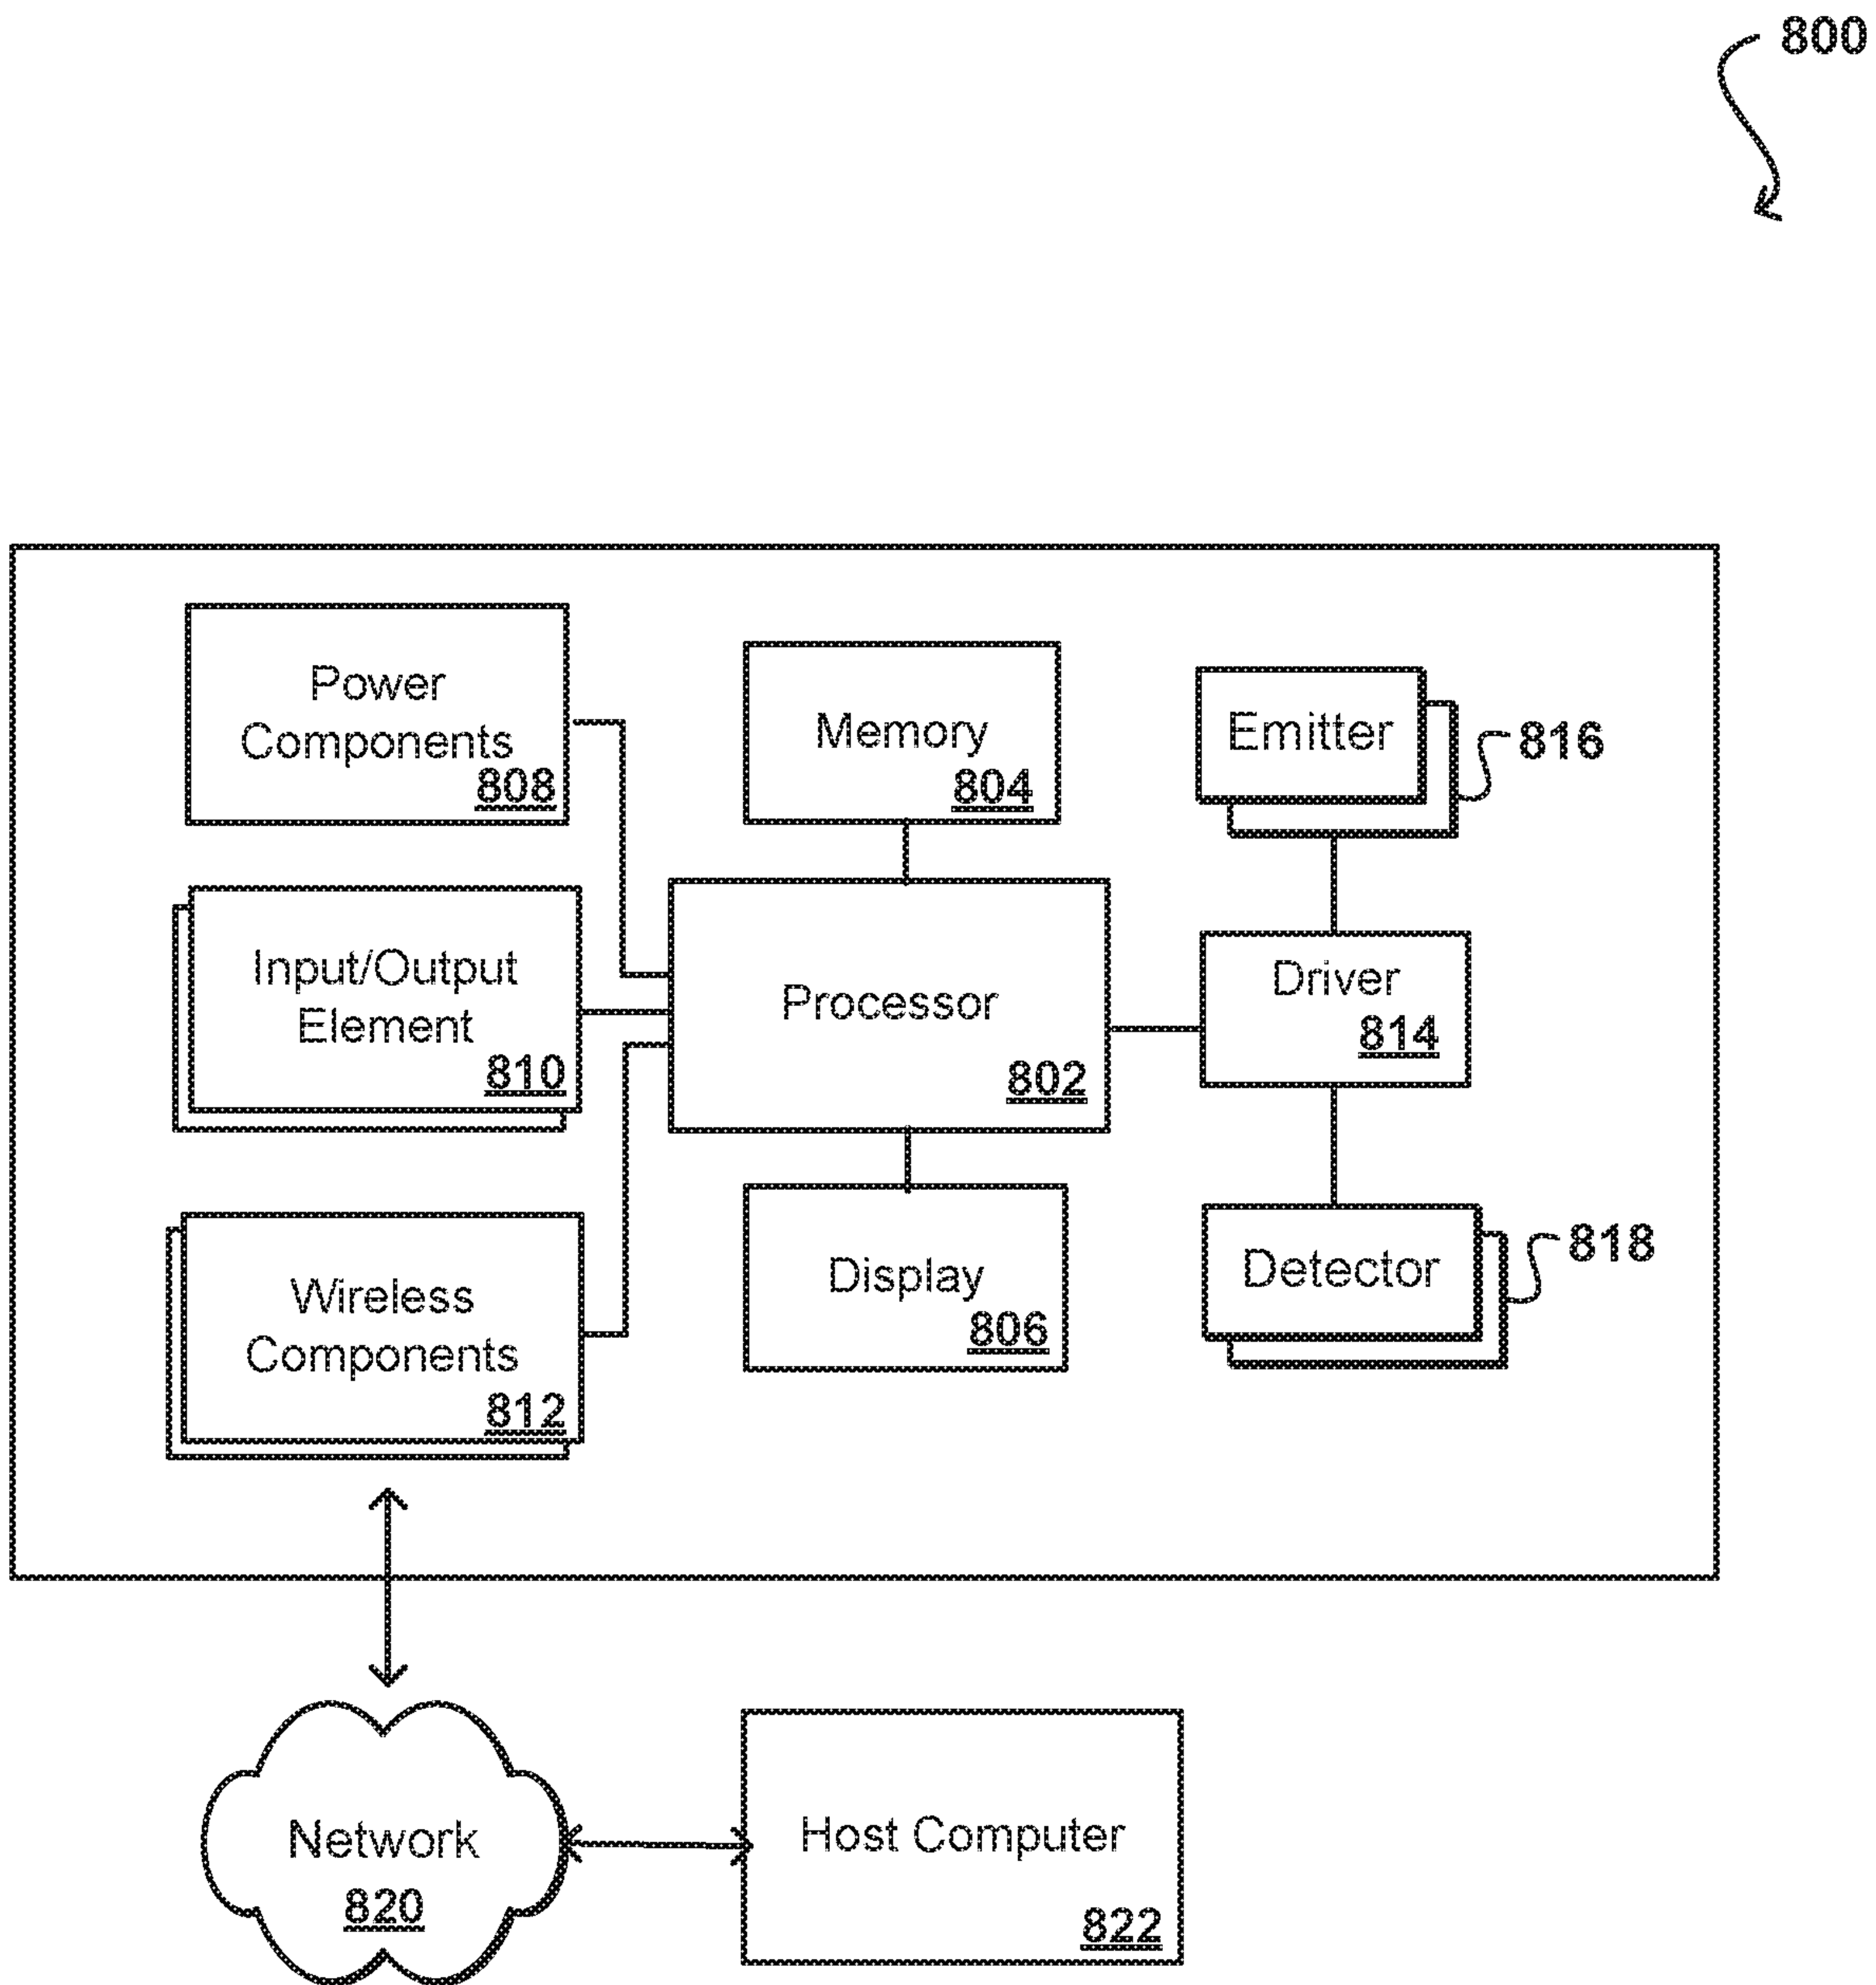 800
Power
Components
808
Memory
804
Emitter
816
Input/Output
Element
810
Processor
802
Driver
814
Wireless
Components
812
Display
806
Detector
818
Network
820
Host Computer
822